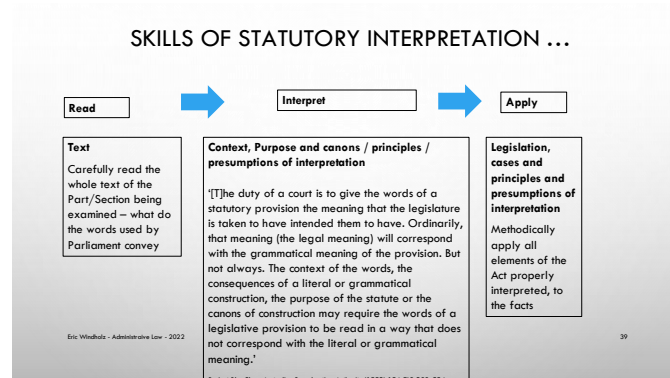 SKILLS OF STATUTORY INTERPRETATION ...
Read
Interpret
Apply
Text
Carefully read the
whole text of the
Part/Section being
examined – what do
the words used by
Parliament convey
Context, Purpose and canons / principles /
presumptions of interpretation
‘[T]he duty of a court is to give the words of a
statutory provision the meaning that the legislature
is taken to have intended them to have. Ordinarily,
that meaning (the legal meaning) will correspond
with the grammatical meaning of the provision. But
not always. The context of the words, the
consequences of a literal or grammatical
construction, the purpose of the statute or the
canons of construction may require the words of a
legislative provision to be read in a way that does
not correspond with the literal or grammatical
meaning.’
Legislation,
cases and
principles and
presumptions of
interpretation
Methodically
apply all
elements of the
Act properly
interpreted, to
the facts
Eric Windholz - Administraive Law - 2022
39